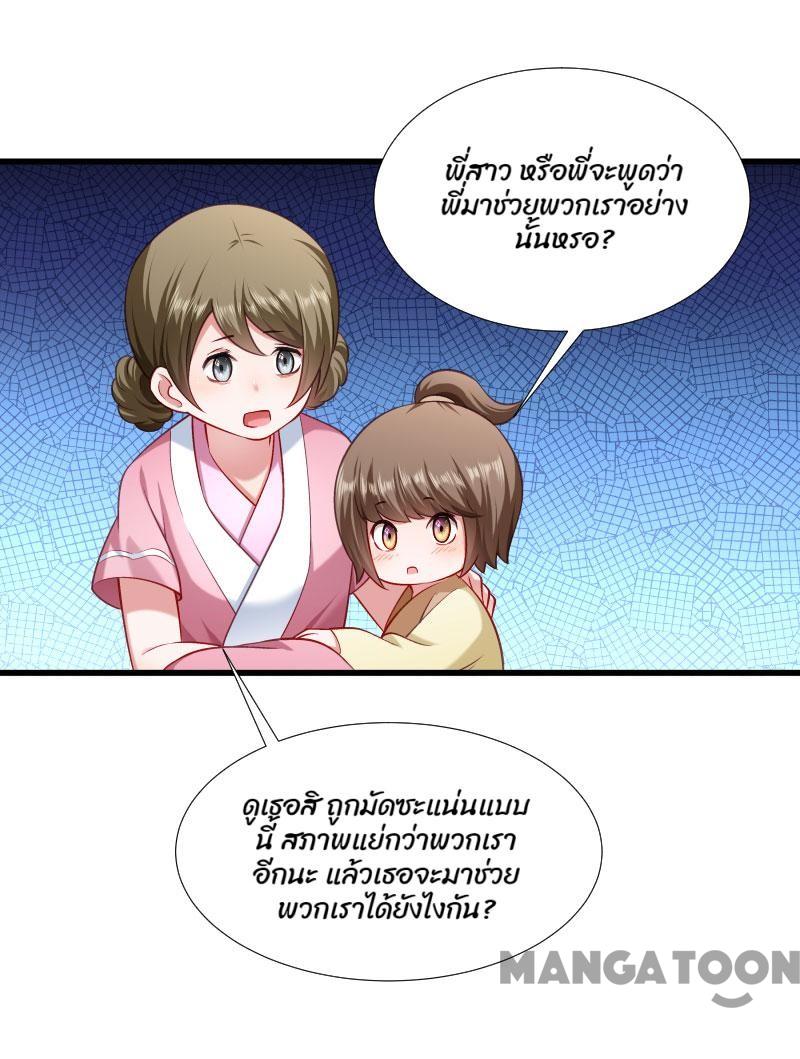 พี่สาว หรือพี่จะพูดว่า
พี่มาช่วยพวกเราอย่าง
นั้นหรอ?
ดูเธอสิ ถูกมัดซะแน่นแบบ
นี้ สภาพแย่กว่าพวกเรา
อีกนะ แล้วเธอจะมาช่วย
พวกเราได้ยังไงกัน?
MANGATOON